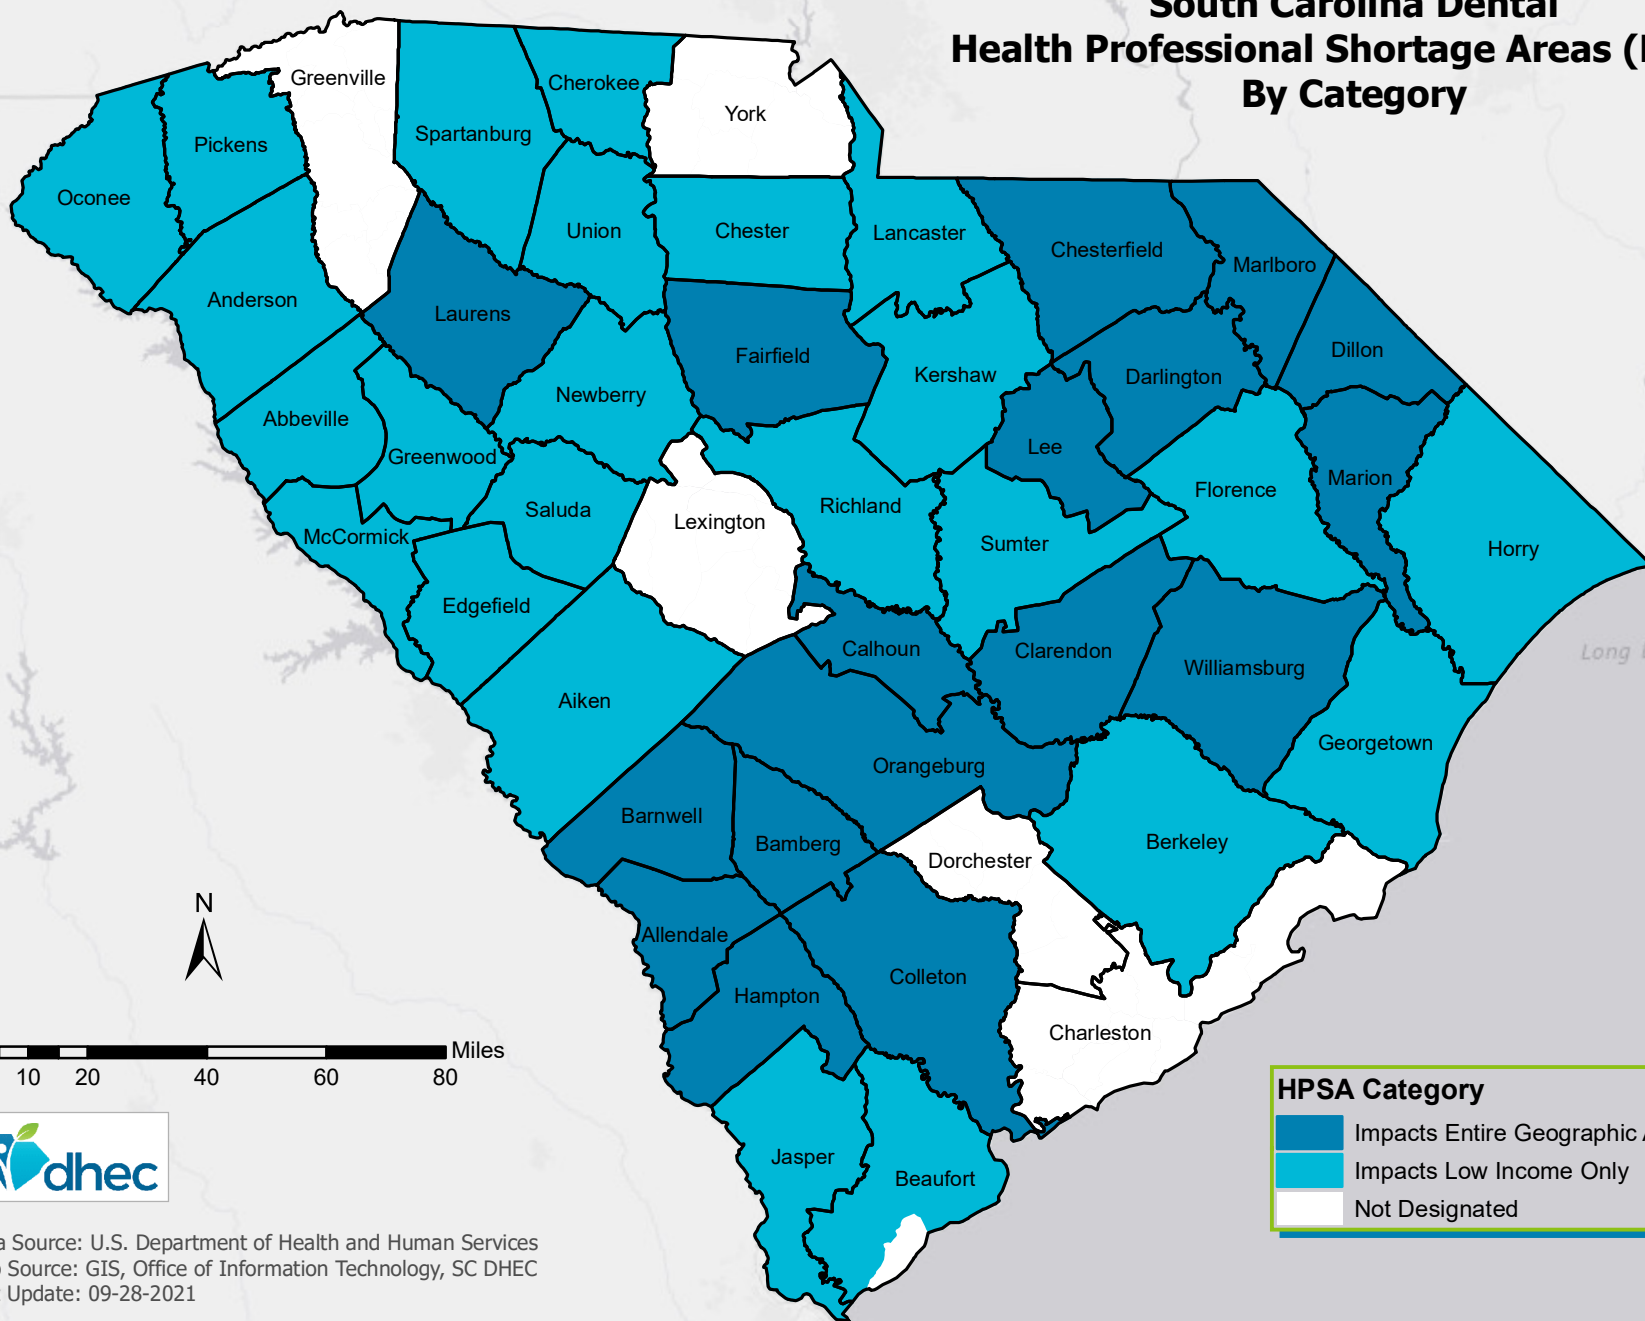 South Carolina Dental
Health Professional Shortage Areas
By Category
Greenville
Cherokee
York
Spartanburg
Pickens
Oconee
Union
Chester
Lancaster
Chesterfield
Marlboro
Anderson
Laurens
Fairfield
Dillon
Kershaw
Darlington
Newberry
Abbeville
Greenwood
Lee
Marion
Florence
Saluda
Richland
Lexington
McCormick
Sumter
Horry
Edgefield
Calhoun
Clarendon
Williamsburg
Long
Aiken
Georgetown
Orangeburg
Barnwell
Bamberg
Berkeley
Dorchester
N
Allendale
Colleton
Hampton
Charleston
Miles
10 20 40 60 80
HPSA Category
Impacts Entire Geographic
Impacts Low Income Only
Not Designated
Jasper
Beaufort
dhec
Source: U.S. Department of Health and Human Services
Source: GIS, Office of Information Technology, SC DHEC
Update: 09-28-2021